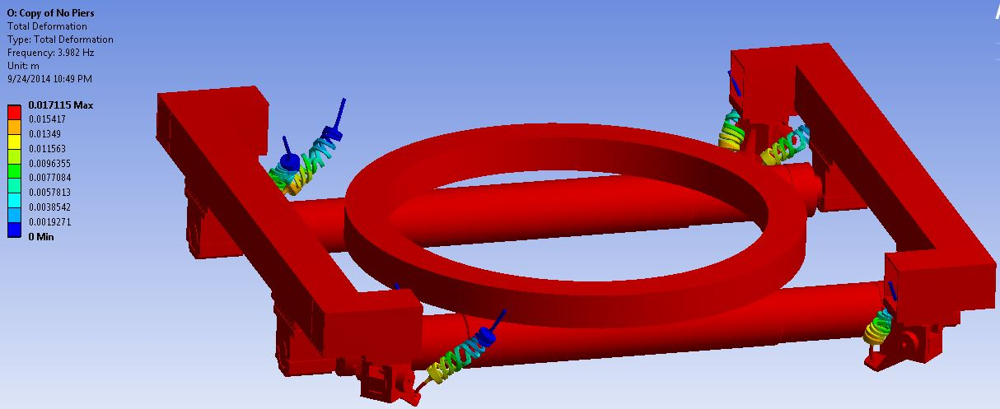 O: Copy of No Piers
Total Deformation
Type: Total Deformation
Frequency: 3.982 Hz
Unit: m
9/24/2014 10:49 PM
0.017115 Max
0.015417
0.01349
0.011563
0.0096355
0.0077084
0.0057813
0.0038542
0.0019271
0 Min